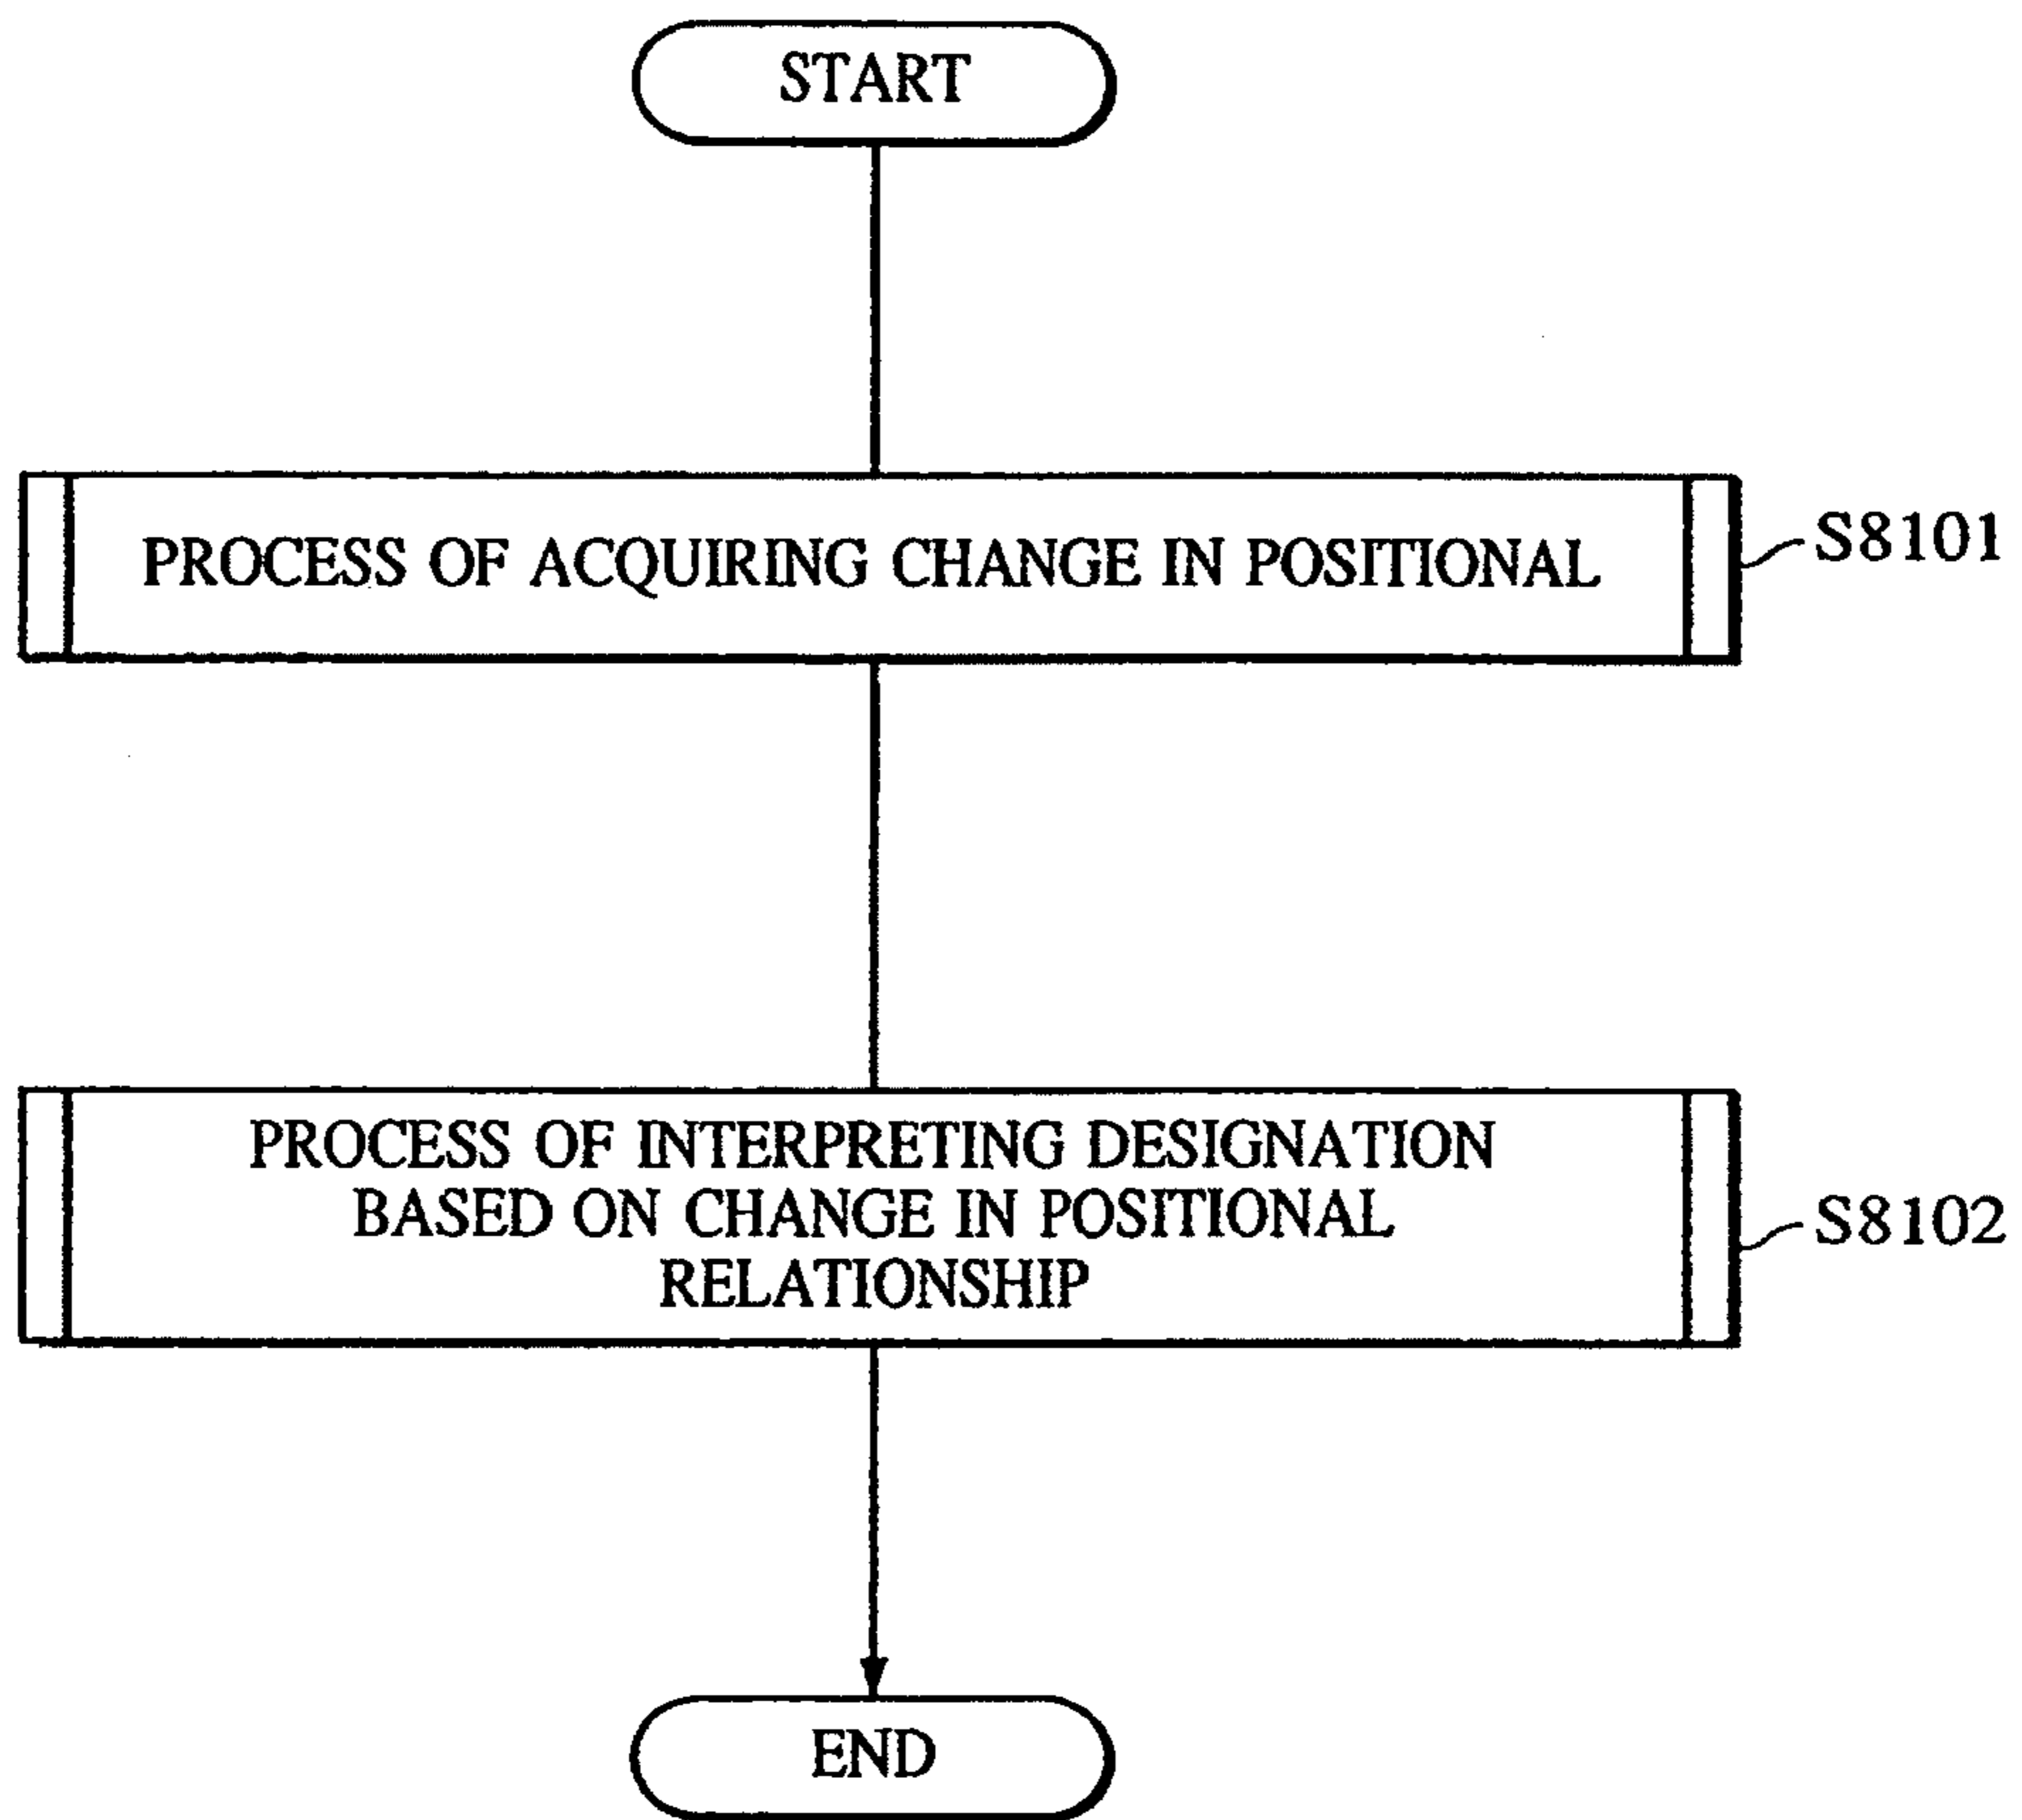 START
PROCESS OF ACQUIRING CHANGE IN POSITIONAL
S8101
PROCESS OF INTERPRETING DESIGNATION
BASED ON CHANGE IN POSITIONAL
RELATIONSHIP
S8102
END